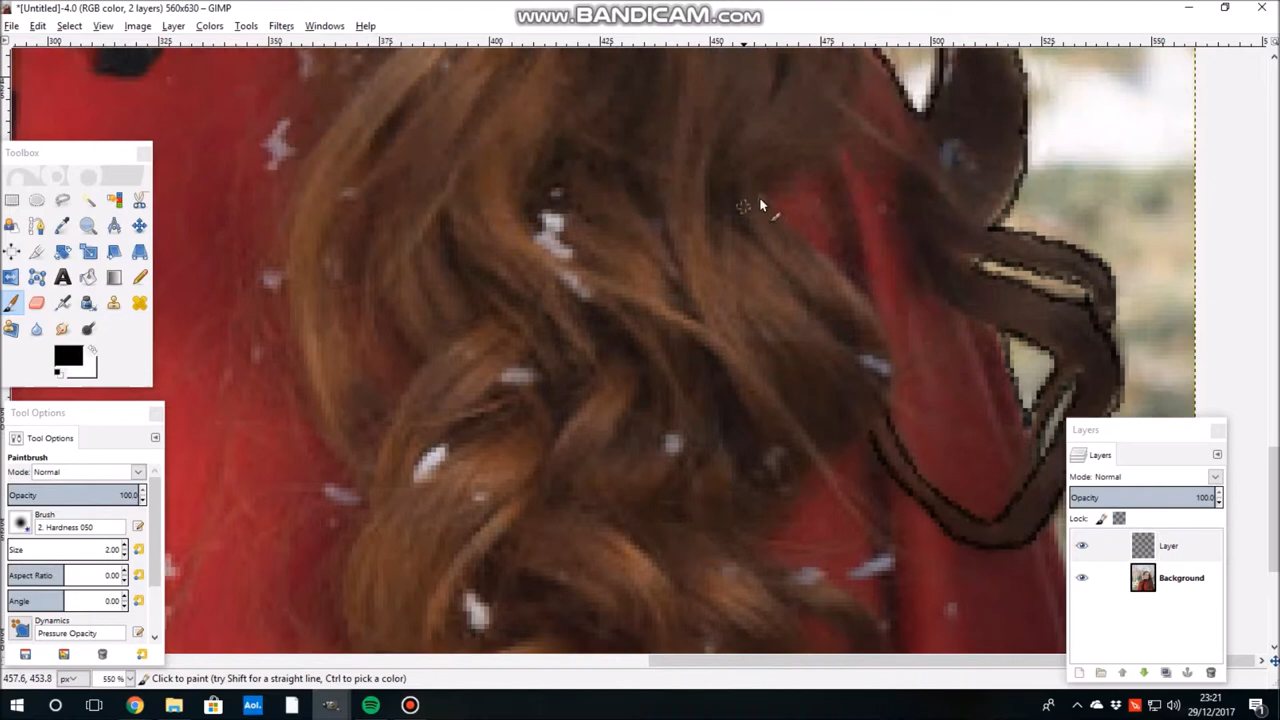 *[Untitled]-4.0 (RGB color, 2 layers) 560x630 – GIMP
www.BANDICAM.com
File Edit Select View Image Layer Colors Tools Filters Windows Help
300 325 350 375 400 425 450 475 500 525 550
Toolbox
Tool Options
Tool Options
Paintbrush
Mode: Normal
Opacity 100.0
Brush
2. Hardness 050
Size 2.00
Aspect Ratio 0.00
Angle 0.00
Dynamics
Pressure Opacity
Layers
Layers
Mode: Normal
Opacity 100.0
Lock:
Layer
Background
457.6, 453.8 px 550 % Click to paint (try Shift for a straight line, Ctrl to pick a color)
Aol.
23:21
29/12/2017